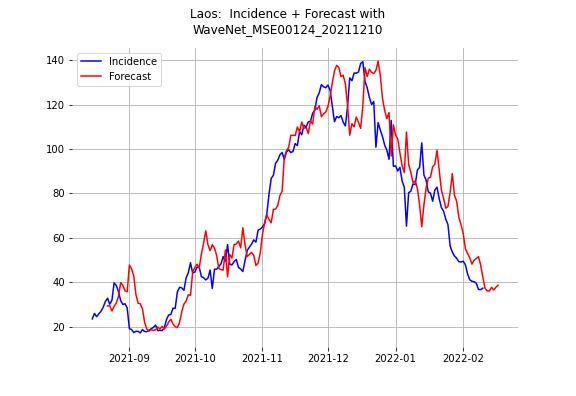 Laos:  Incidence + Forecast with
WaveNet_MSE00124_20211210
Incidence
Forecast
140
120
100
80
60
40
20
2021-09 2021-10 2021-11 2021-12 2022-01 2022-02